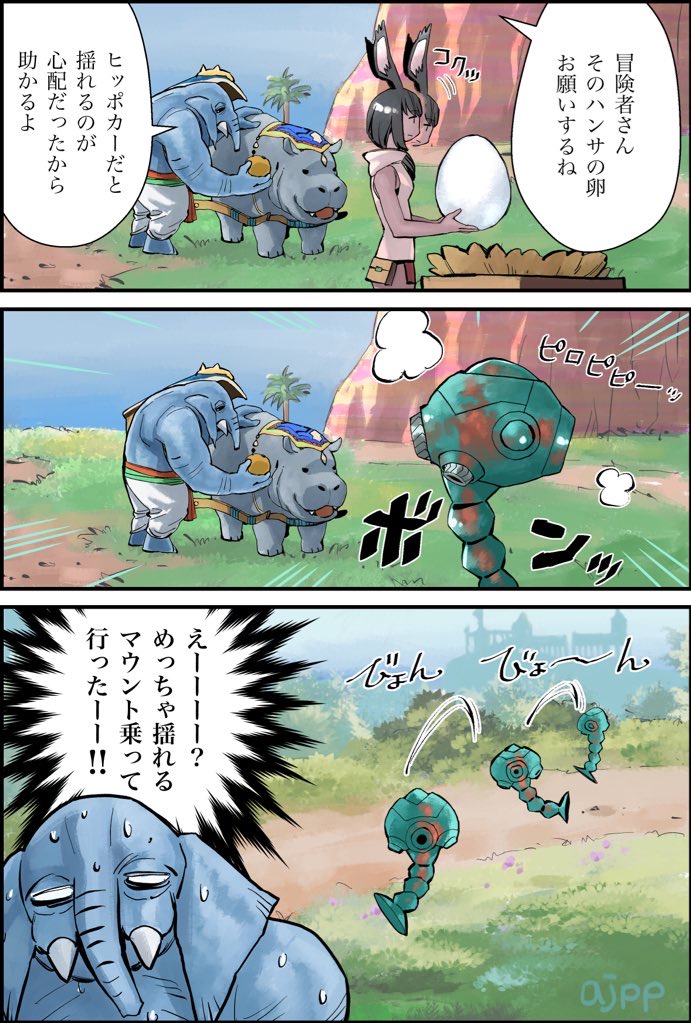 冒険者さん
そのハンサの卵
お願いするね
コクッ
ヒッポカーだと
揺れるのが
心配だったから
助かるよ
ピロピピーッ
ボンッ
えーーーー?
めっちゃ揺れる
マウント乗って
行ったーー!!
びょ〜ん
びょん
ajpp